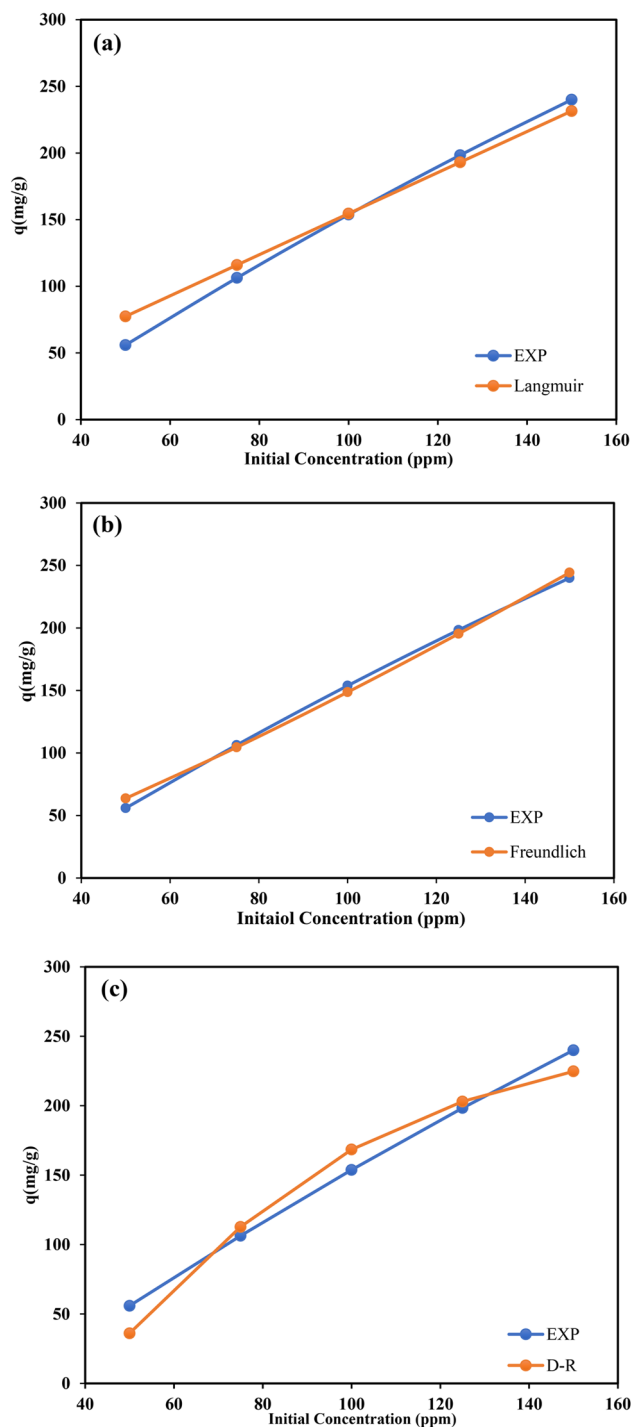 (a)
300
250
200
150
100
50
0
q(mg/g)
EXP
Langmuir
40 60 80 100 120 140 160
Initial Concentration (ppm)
(b)
300
250
200
150
100
50
0
q(mg/g)
EXP
Freundlich
40 60 80 100 120 140 160
Initaiol Concentration (ppm)
(c)
300
250
200
150
100
50
0
q(mg/g)
EXP
D-R
40 60 80 100 120 140 160
Initial Concentration (ppm)